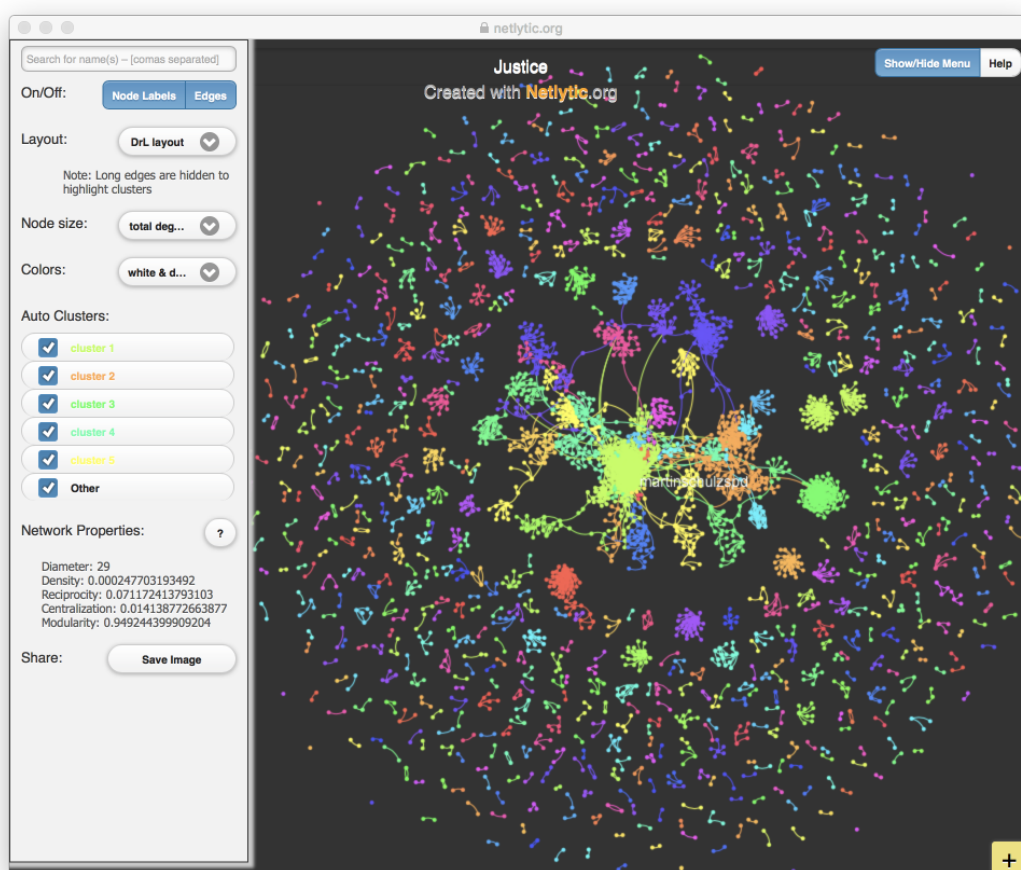 netlytic.org
Search for name(s) – [comas separated]
On/Off:
Node Labels
Edges
Layout:
DrL layout
Note: Long edges are hidden to
highlight clusters
Node size:
total deg...
Colors:
white & d...
Auto Clusters:
cluster 1
cluster 2
cluster 3
cluster 4
cluster 5
Other
Network Properties:
?
Diameter: 29
Density: 0.000247703193492
Reciprocity: 0.071172413793103
Centralization: 0.014138772663877
Modularity: 0.949244399909204
Share:
Save Image
Justice
Created with Netlytic.org
Show/Hide Menu
Help
martinschulzspd
+